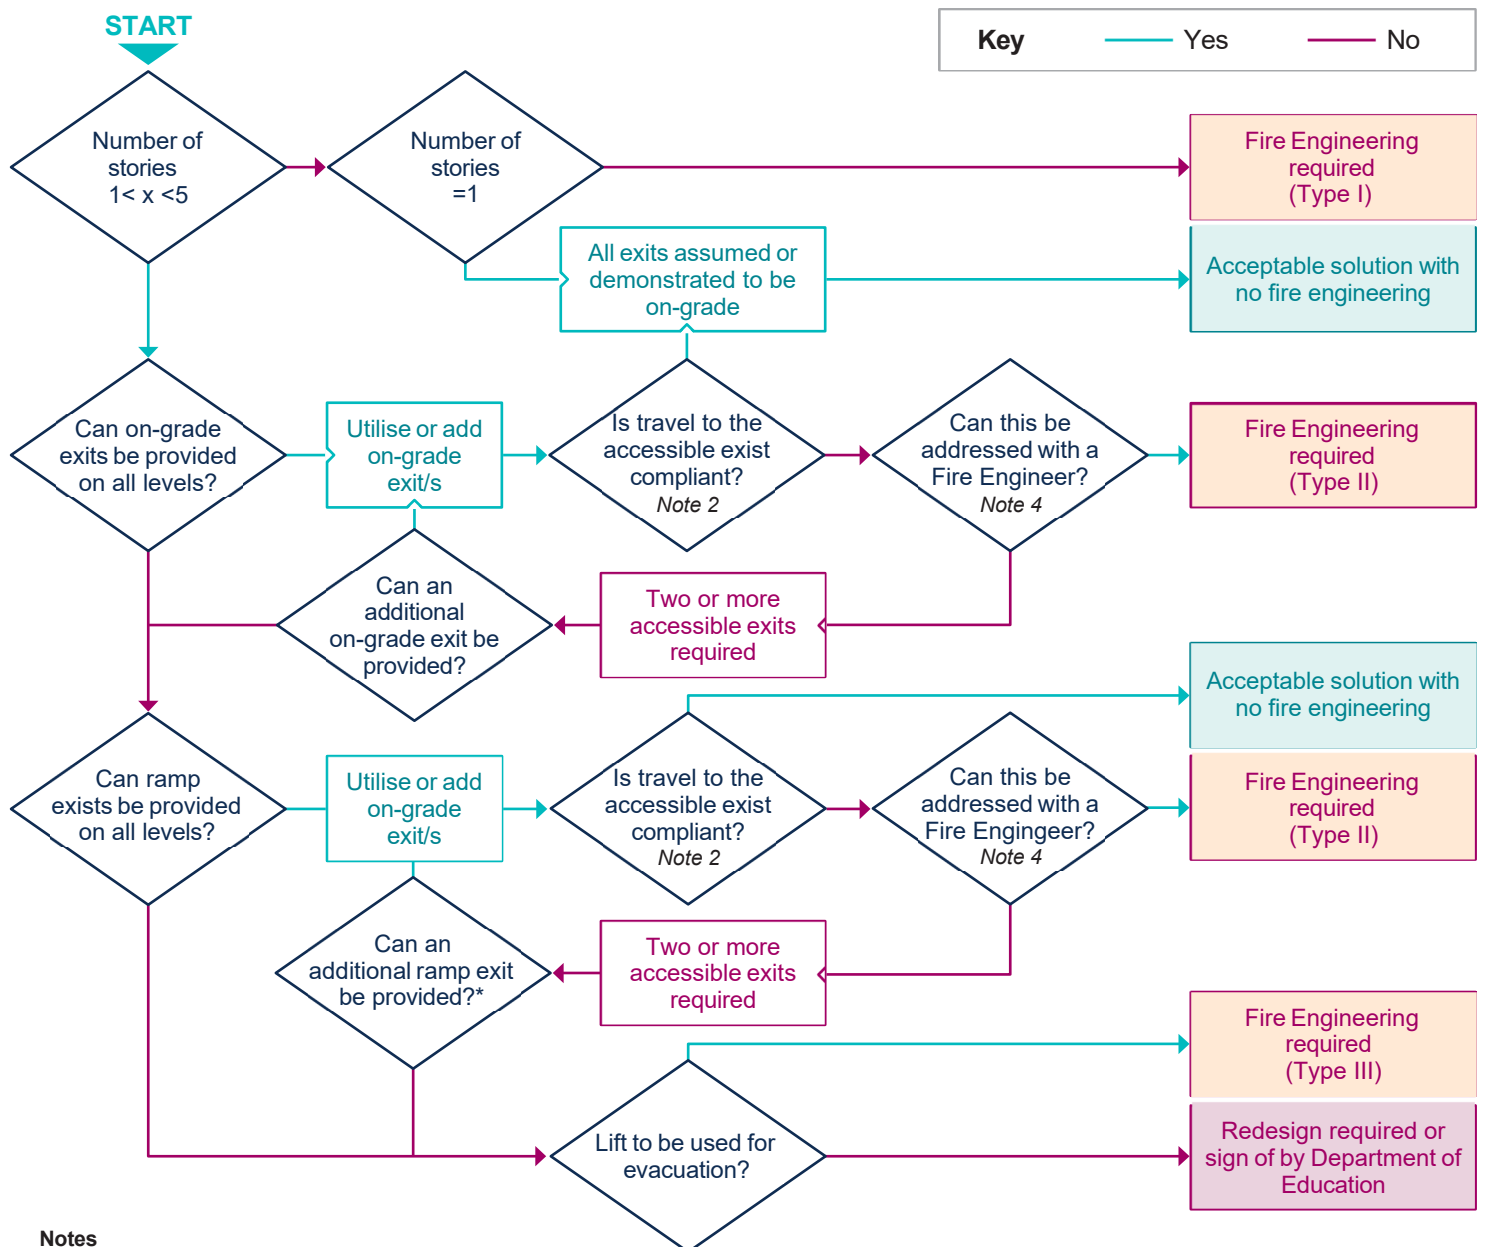 START
Key
Yes
No
Number of
stories
1< x <5
Number of
stories
=1
Fire Engineering
required
(Type I)
All exits assumed or
demonstrated to be
on-grade
Acceptable solution with
no fire engineering
Can on-grade
exits be provided
on all levels?
Utilise or add
on-grade
exit/s
Is travel to the
accessible exist
compliant?
Note 2
Can this be
addressed with a
Fire Engineer?
Note 4
Fire Engineering
required
(Type II)
Can an
additional
on-grade exit be
provided?
Two or more
accessible exits
required
Acceptable solution with
no fire engineering
Can ramp
exists be provided
on all levels?
Utilise or add
on-grade
exit/s
Is travel to the
accessible exist
compliant?
Note 2
Can this be
addressed with a
Fire Engingeer?
Note 4
Fire Engineering
required
(Type II)
Can an
additional ramp exit
be provided?*
Two or more
accessible exits
required
Fire Engineering
required
(Type III)
Lift to be used for
evacuation?
Redesign required or
sign of by Department of
Education
Notes